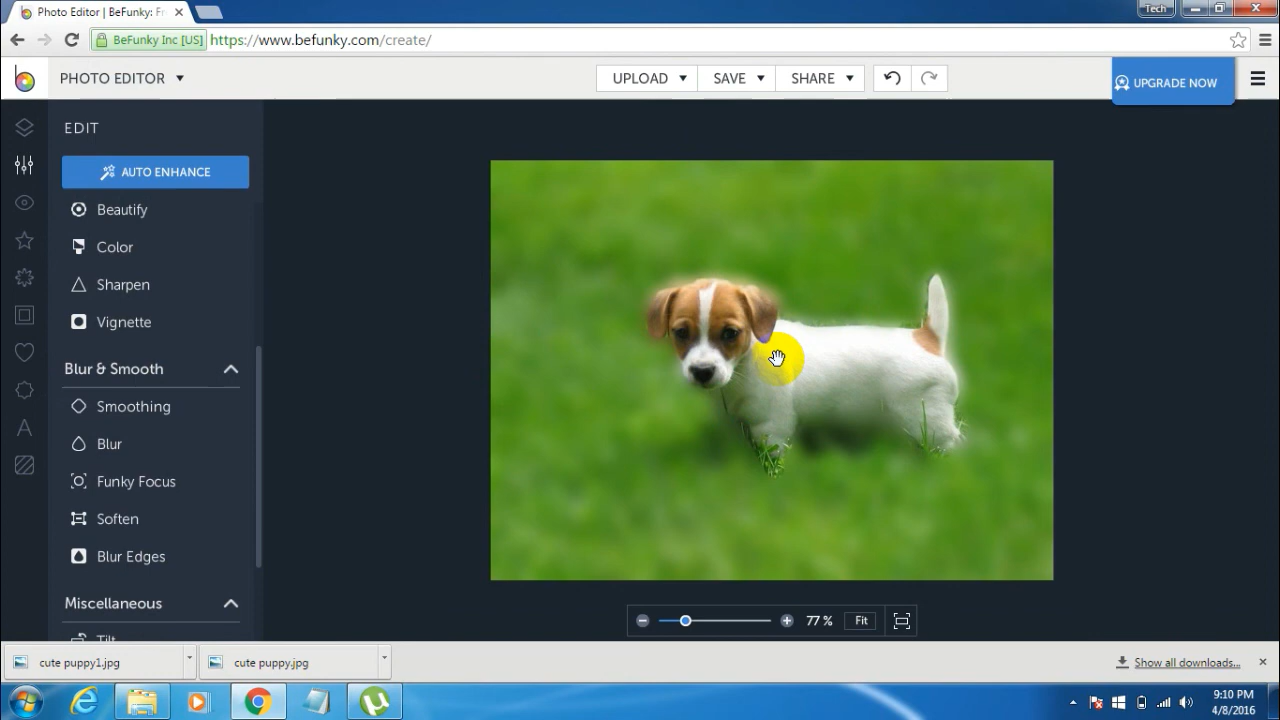 Photo Editor | BeFunky: Fr
Tech
BeFunky Inc [US] https://www.befunky.com/create/
PHOTO EDITOR
UPLOAD
SAVE
SHARE
UPGRADE NOW
EDIT
AUTO ENHANCE
Beautify
Color
Sharpen
Vignette
Blur & Smooth
Smoothing
Blur
Funky Focus
Soften
Blur Edges
Miscellaneous
Tilt
77 %
Fit
cute puppy1.jpg
cute puppy.jpg
Show all downloads...
9:10 PM
4/8/2016